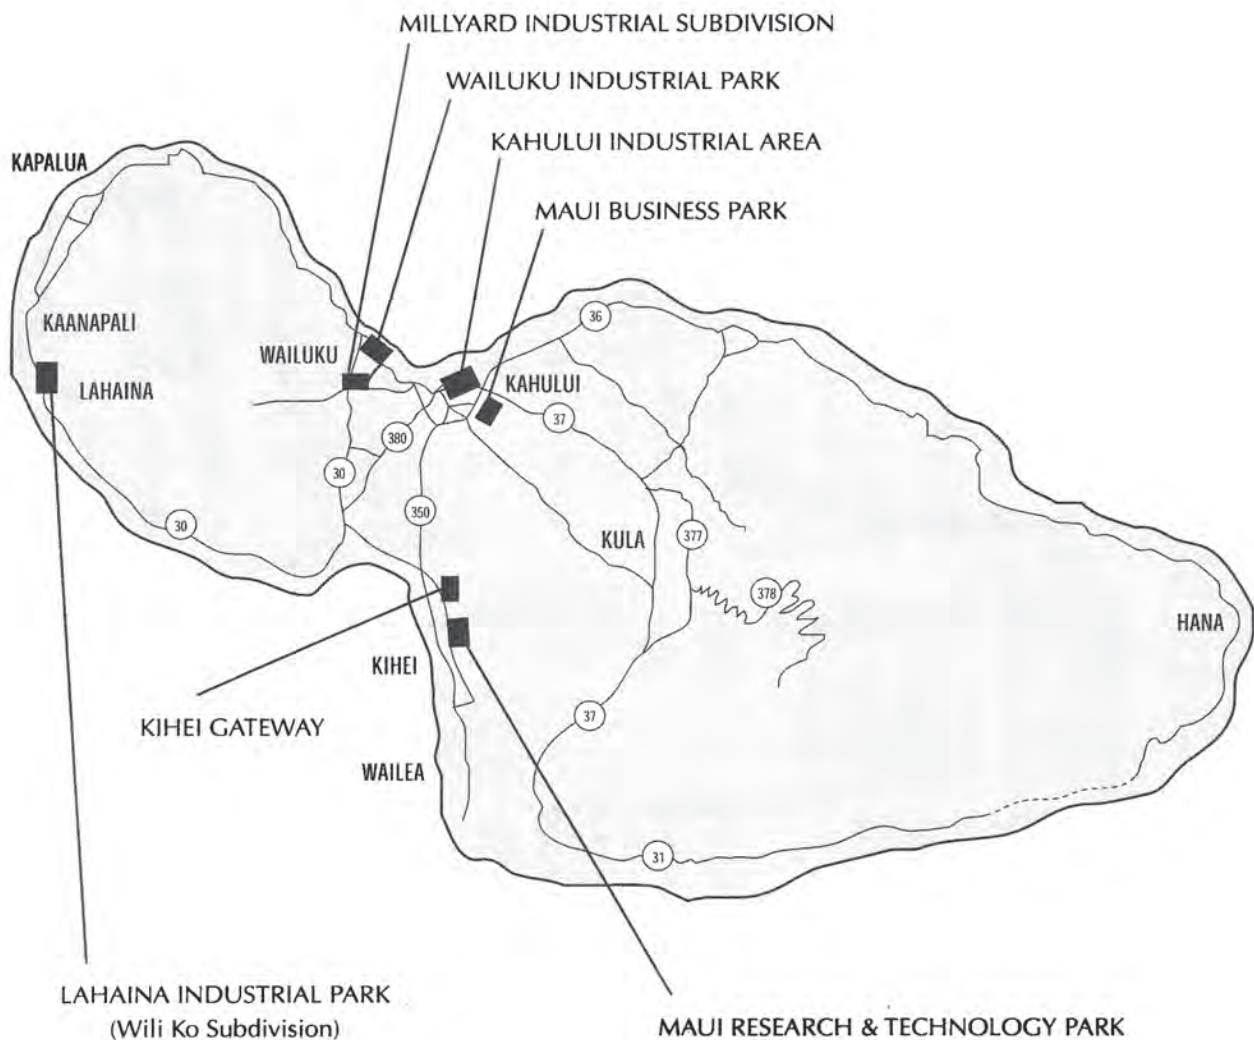 MILLYARD INDUSTRIAL SUBDIVISION
WAILUKU INDUSTRIAL PARK
KAHULUI INDUSTRIAL AREA
MAUI BUSINESS PARK
KAPALUA
KAANAPALI
LAHAINA
WAILUKU
KAHULUI
36
37
380
30
350
30
KULA
377
378
HANA
KIHEI
KIHEI GATEWAY
37
WAILEA
31
LAHAINA INDUSTRIAL PARK
(Wili Ko Subdivision)
MAUI RESEARCH & TECHNOLOGY PARK